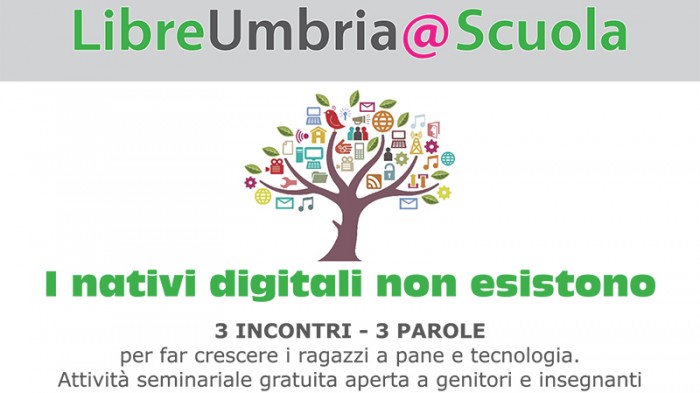 LibreUmbria@Scuola
I nativi digitali non esistono
3 INCONTRI - 3 PAROLE
per far crescere i ragazzi a pane e tecnologia.
Attività seminariale gratuita aperta a genitori e insegnanti